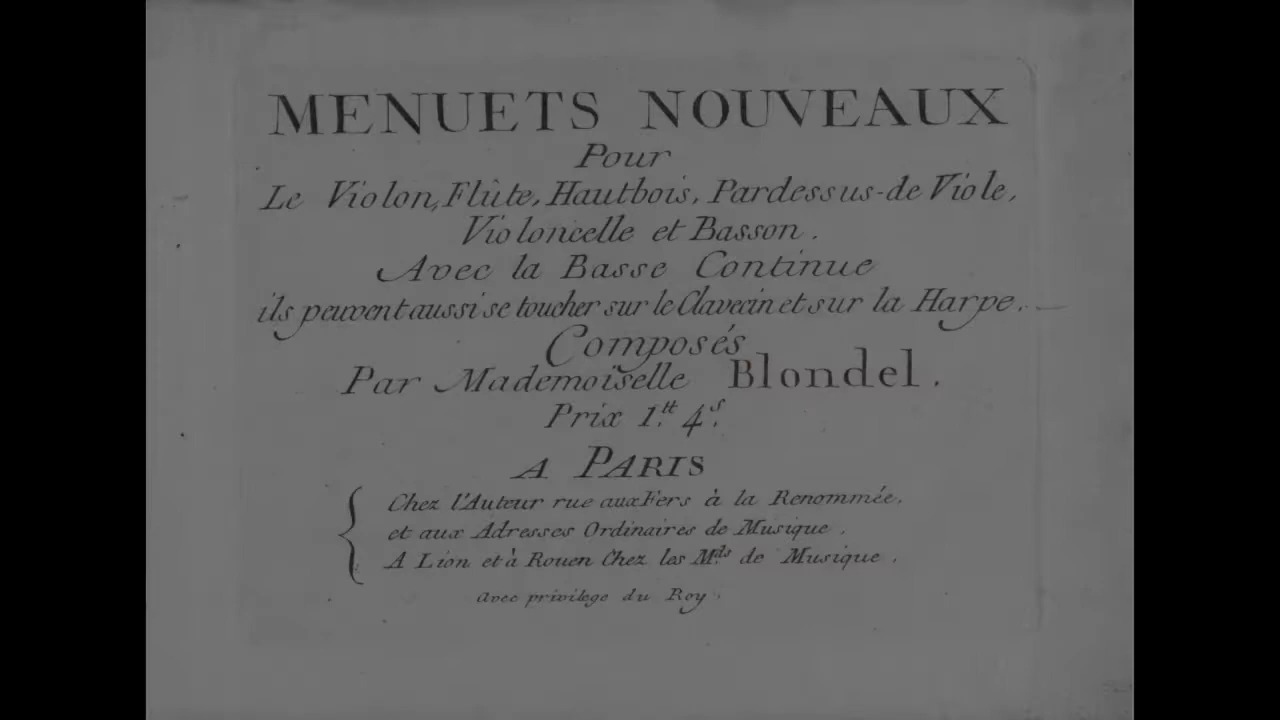 MENUETS NOUVEAUX
Pour
Le Violon, Flûte, Hautbois, Pardessus-de Viole,
Violoncelle et Basson.
Avec la Basse Continue
ils peuvent aussi se toucher sur le Clavecin et sur la Harpe.
Composés
Par Mademoiselle Blondel.
Prix 1.tt 4.s
A PARIS
Chez l'Auteur rue aux Fers à la Renommée.
et aux Adresses Ordinaires de Musique.
A Lion et à Rouen Chez les M.ds de Musique.
Avec privilege du Roy.